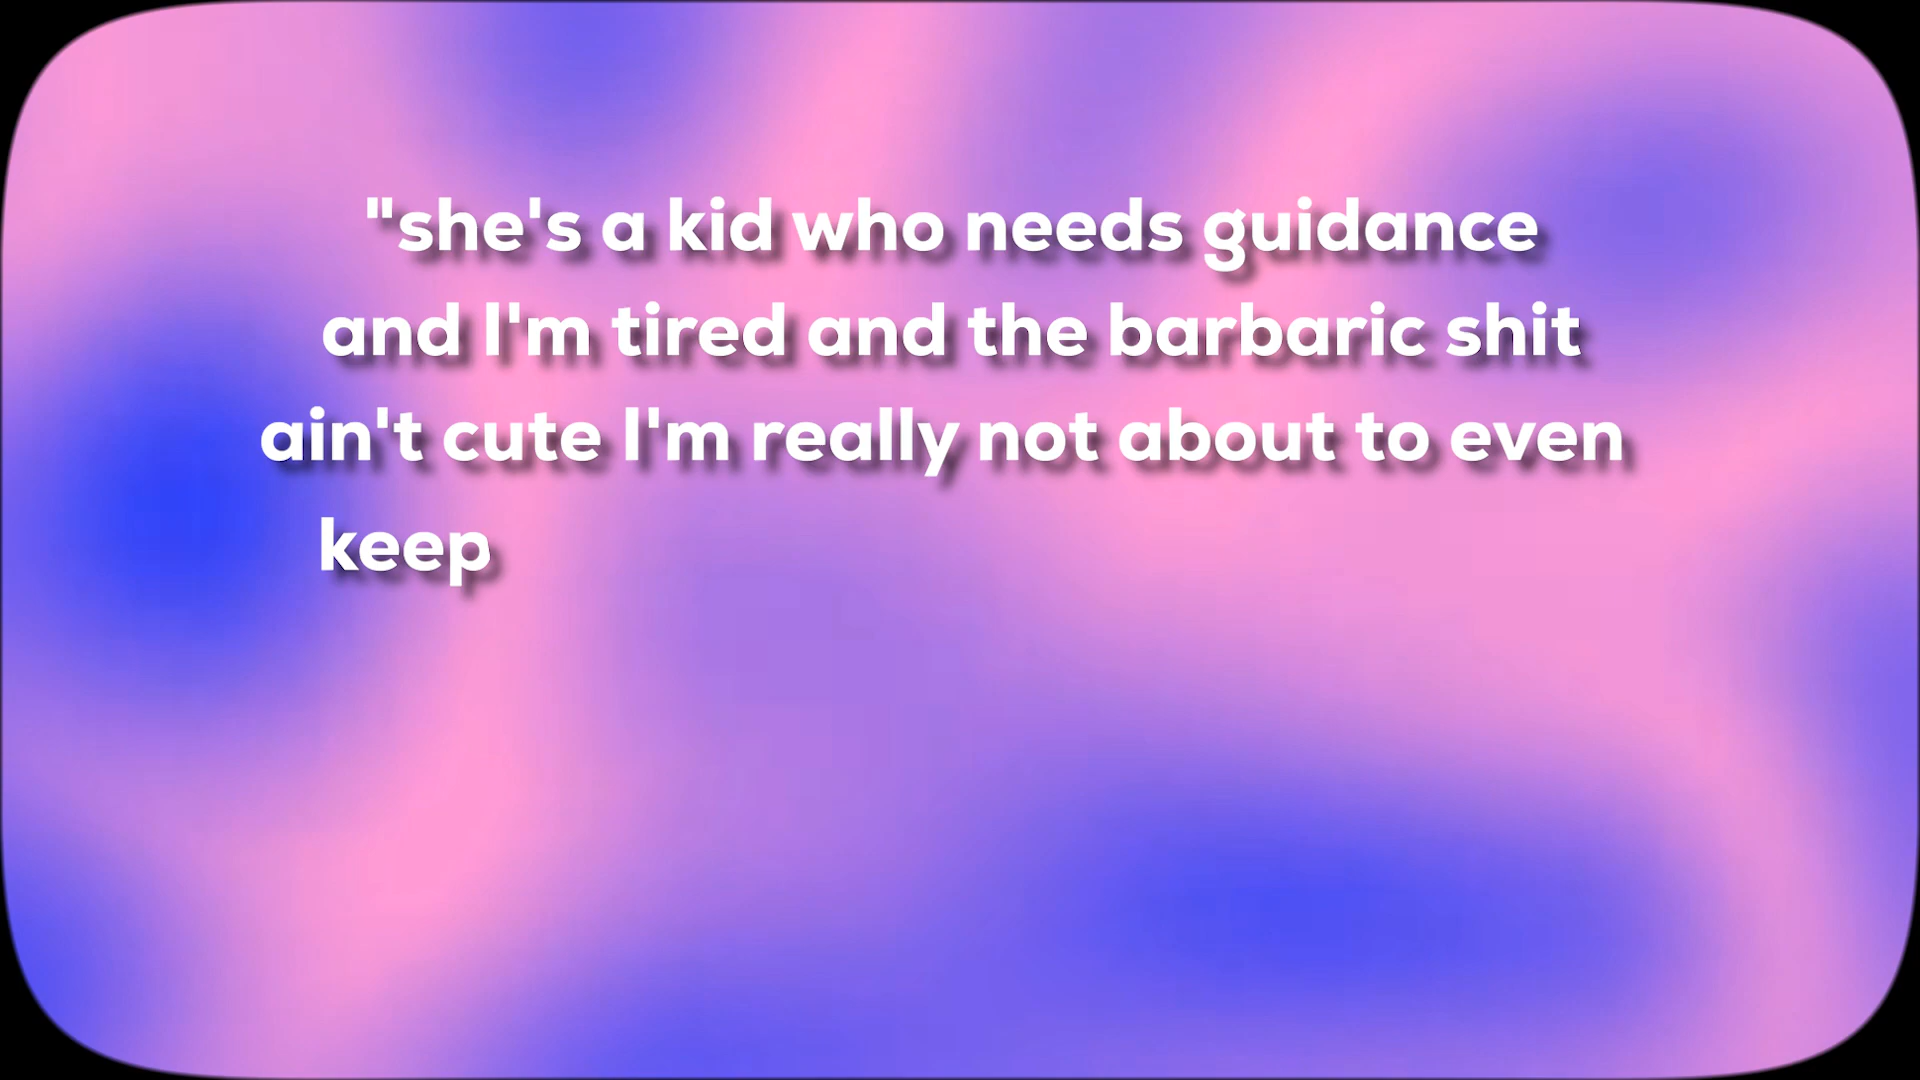 "she's a kid who needs guidance
and I'm tired and the barbaric shit
ain't cute I'm really not about to even
keep